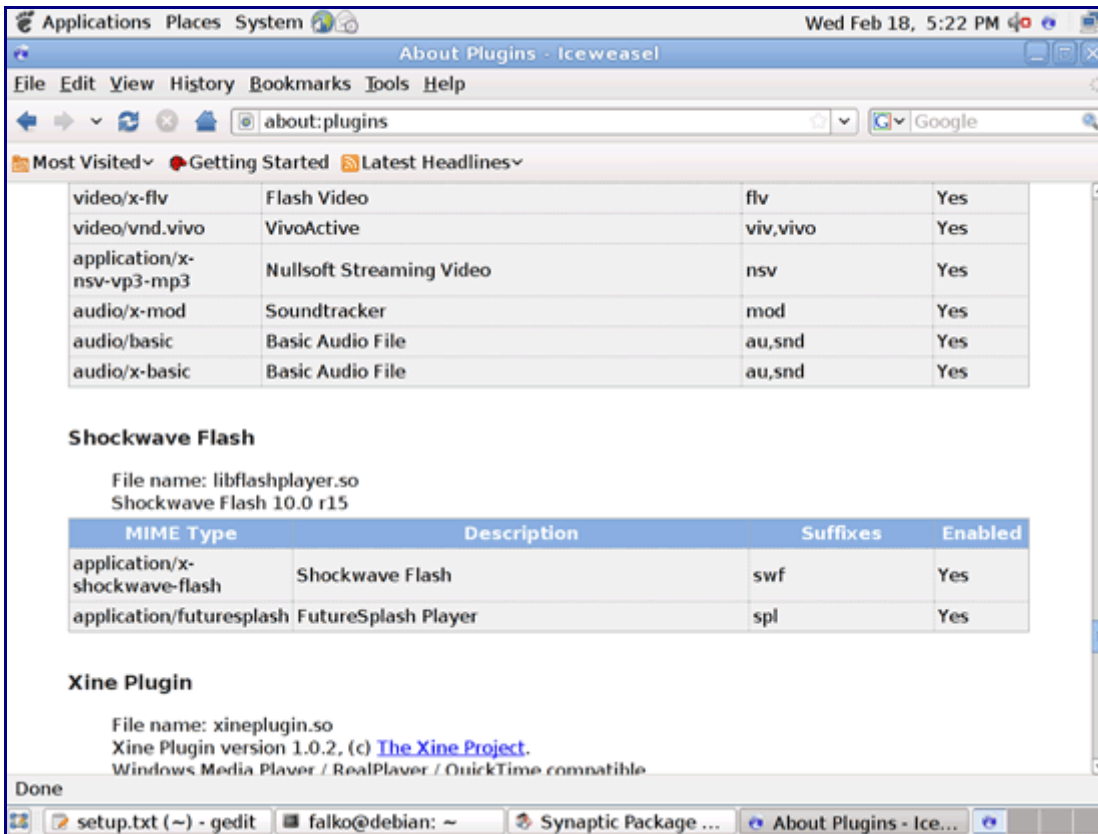 Applications Places System Wed Feb 18, 5:22 PM
About Plugins - Iceweasel
File Edit View History Bookmarks Tools Help
about:plugins G Google
Most Visited Getting Started Latest Headlines
video/x-flv Flash Video flv Yes
video/vnd.vivo VivoActive viv,vivo Yes
application/x-
nsv-vp3-mp3 Nullsoft Streaming Video nsv Yes
audio/x-mod Soundtracker mod Yes
audio/basic Basic Audio File au,snd Yes
audio/x-basic Basic Audio File au,snd Yes
Shockwave Flash
File name: libflashplayer.so
Shockwave Flash 10.0 r15
MIME Type Description Suffixes Enabled
application/x-
shockwave-flash Shockwave Flash swf Yes
application/futuresplash FutureSplash Player spl Yes
Xine Plugin
File name: xineplugin.so
Xine Plugin version 1.0.2, (c) The Xine Project.
Windows Media Player / RealPlayer / QuickTime compatible
Done
setup.txt (~) - gedit falko@debian: ~ Synaptic Package ... About Plugins - Ice...